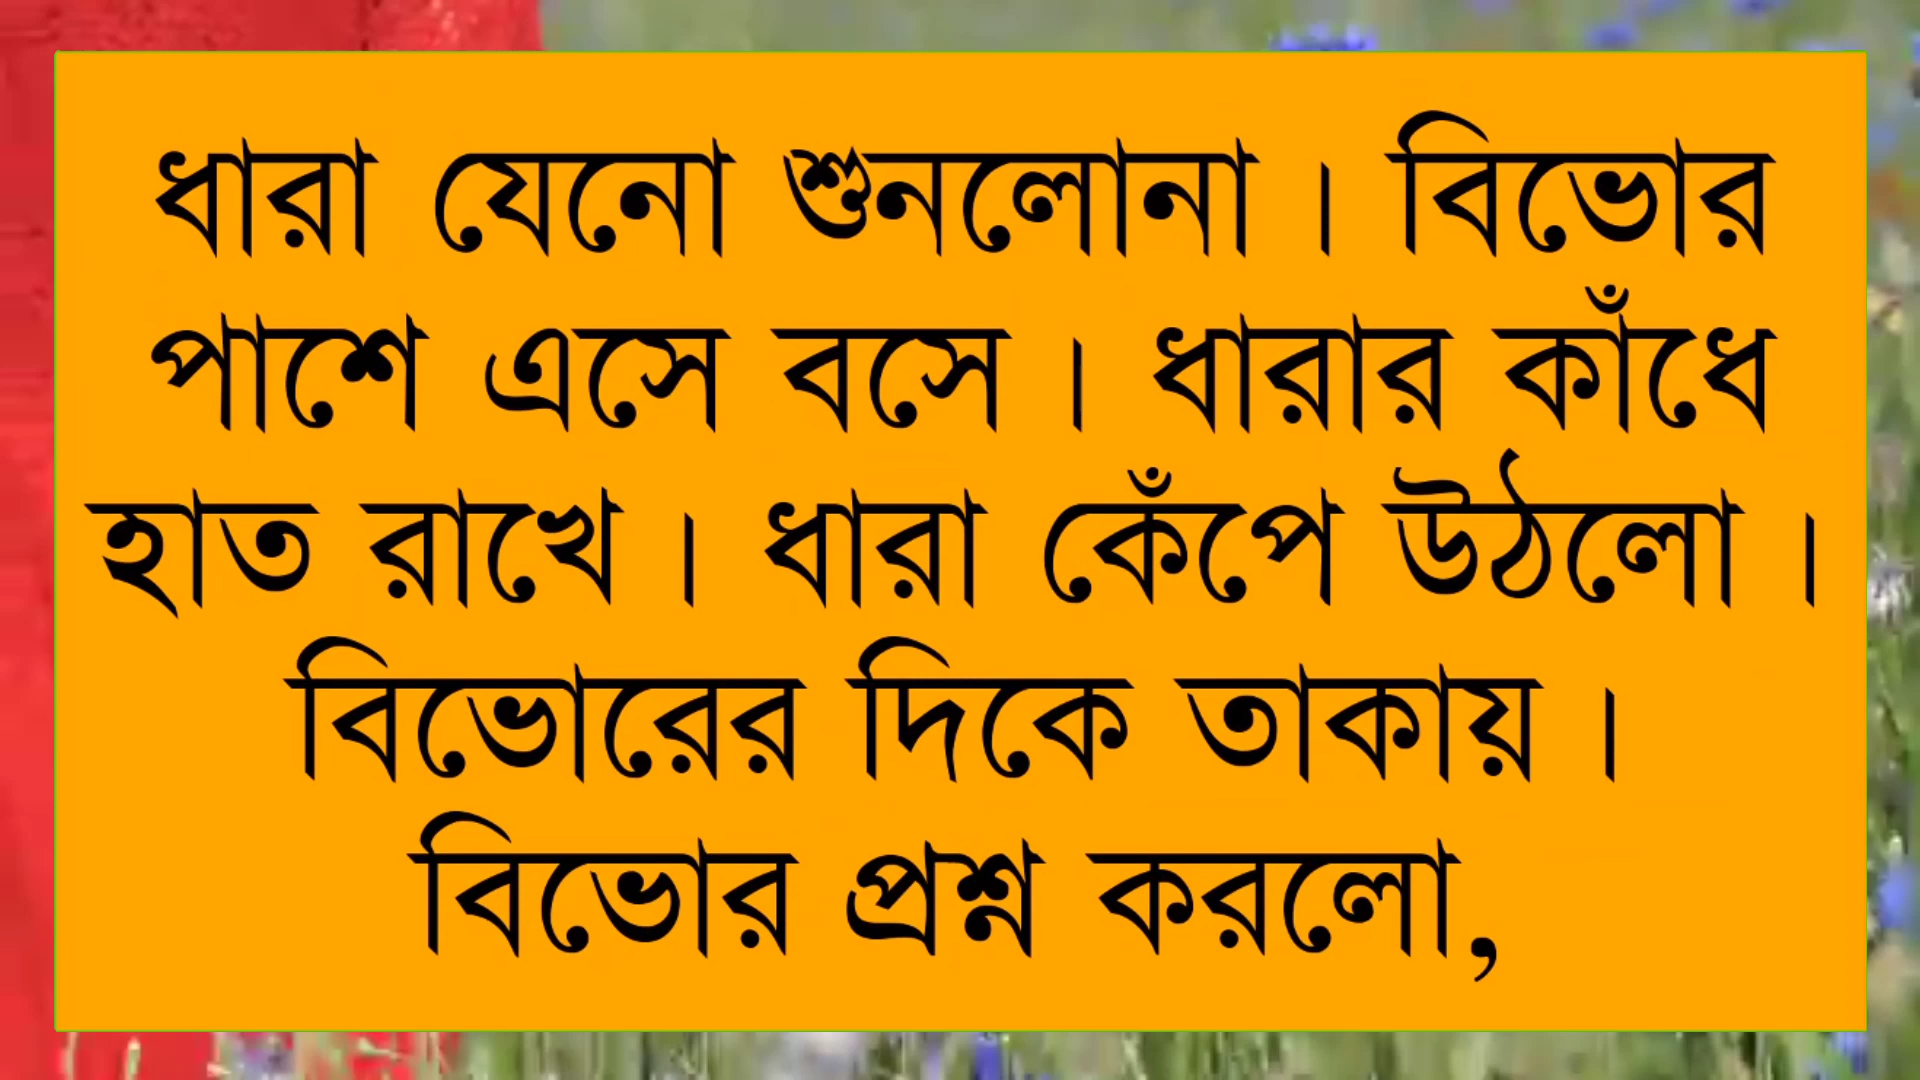 ধারা যেনো শুনলোনা । বিভোর
পাশে এসে বসে । ধারার কাঁধে
হাত রাখে । ধারা কেঁপে উঠলো ।
বিভোরের দিকে তাকায় ।
বিভোর প্রশ্ন করলো,